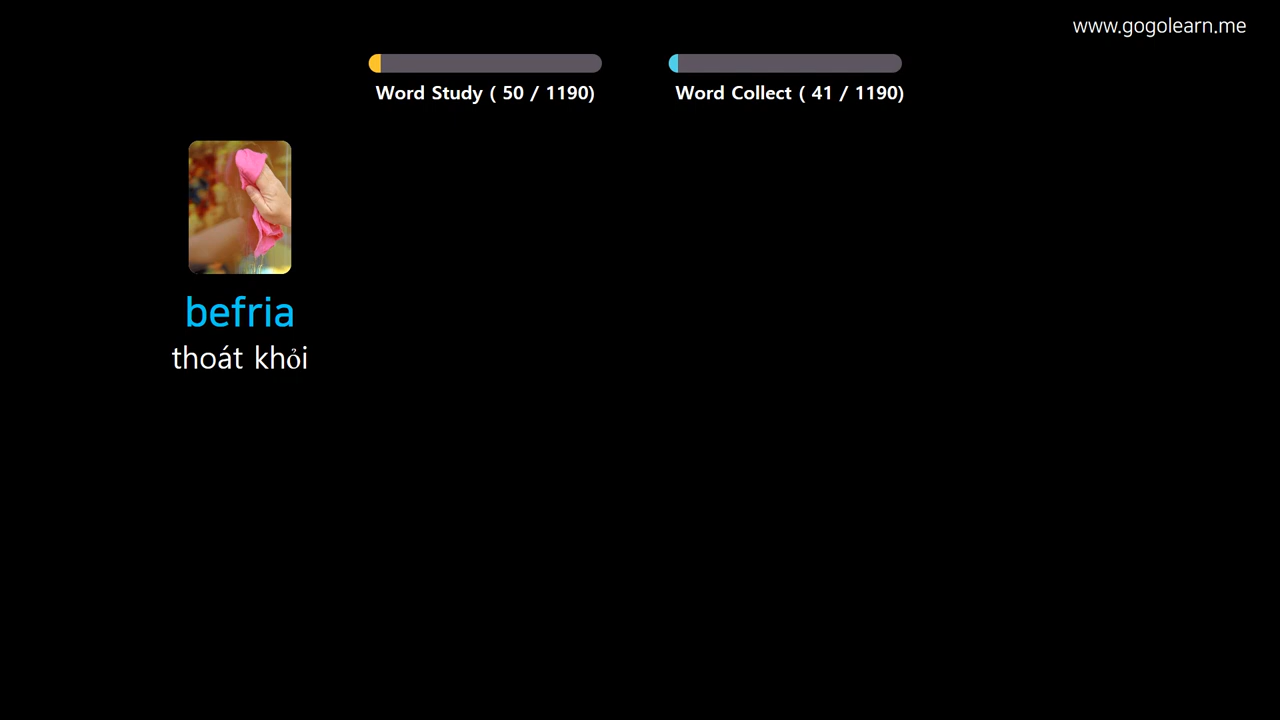 www.gogolearn.me
Word Study ( 50 / 1190)
Word Collect ( 41 / 1190)
befria
thoát khỏi